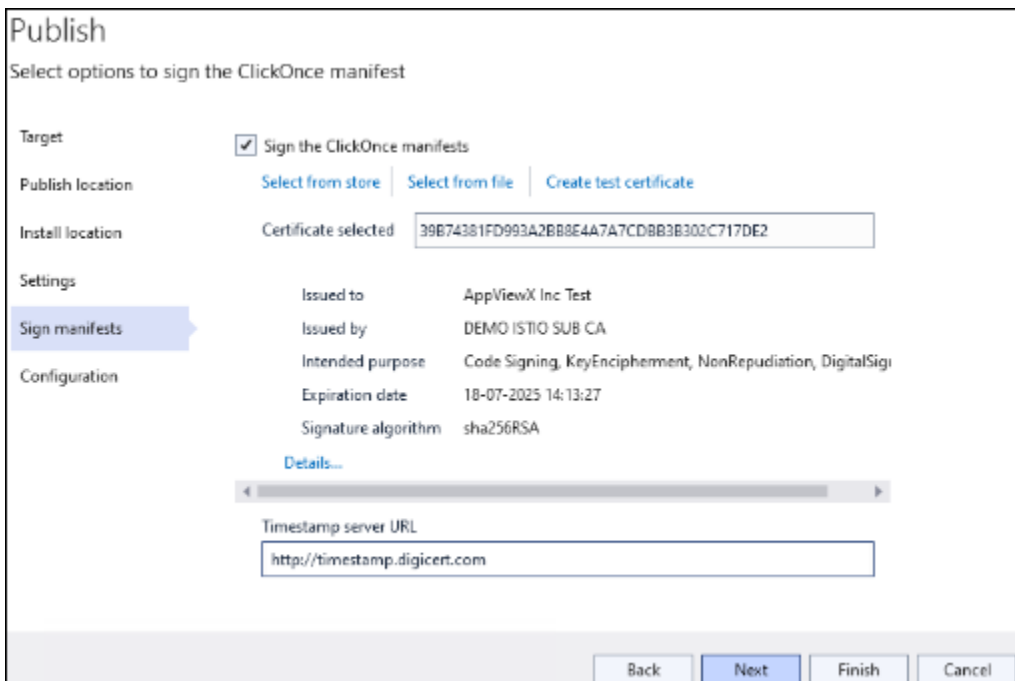 Publish
Select options to sign the ClickOnce manifest
Target
Publish location
Install location
Settings
Sign manifests
Configuration
Sign the ClickOnce manifests
Select from store Select from file Create test certificate
Certificate selected 39B74381FD993A2BB8E4A7A7CDBB3B302C717DE2
Issued to AppViewX Inc Test
Issued by DEMO ISTIO SUB CA
Intended purpose Code Signing, KeyEncipherment, NonRepudiation, DigitalSig
Expiration date 18-07-2025 14:13:27
Signature algorithm sha256RSA
Details...
Timestamp server URL
http://timestamp.digicert.com
Back Next Finish Cancel